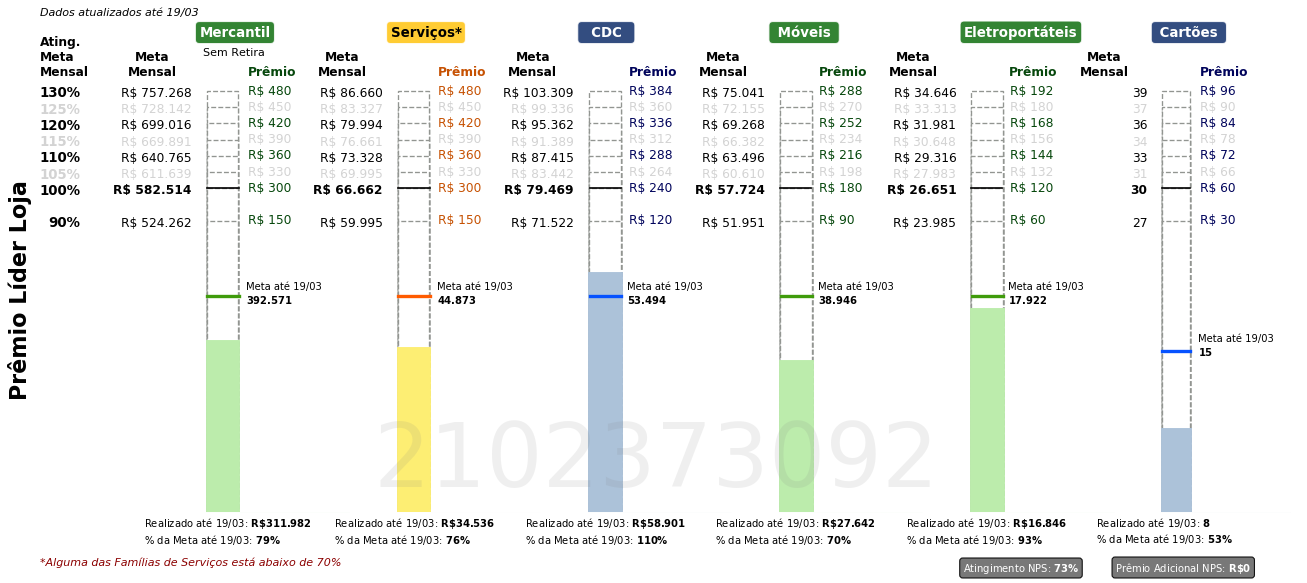 Dados atualizados até 19/03
Mercantil Serviços* CDC Móveis Eletroportáteis Cartões
Sem Retira
Ating. Meta Mensal
Meta Mensal Prêmio Meta Mensal Prêmio Meta Mensal Prêmio Meta Mensal Prêmio Meta Mensal Prêmio Meta Mensal Prêmio
130% R$ 757.268 R$ 480 R$ 86.660 R$ 480 R$ 103.309 R$ 384 R$ 75.041 R$ 288 R$ 34.646 R$ 192 39 R$ 96
125% R$ 728.142 R$ 450 R$ 83.327 R$ 450 R$ 99.336 R$ 360 R$ 72.155 R$ 270 R$ 33.313 R$ 180 37 R$ 90
120% R$ 699.016 R$ 420 R$ 79.994 R$ 420 R$ 95.362 R$ 336 R$ 69.268 R$ 252 R$ 31.981 R$ 168 36 R$ 84
115% R$ 669.891 R$ 390 R$ 76.661 R$ 390 R$ 91.389 R$ 312 R$ 66.382 R$ 234 R$ 30.648 R$ 156 34 R$ 78
110% R$ 640.765 R$ 360 R$ 73.328 R$ 360 R$ 87.415 R$ 288 R$ 63.496 R$ 216 R$ 29.316 R$ 144 33 R$ 72
105% R$ 611.639 R$ 330 R$ 69.995 R$ 330 R$ 83.442 R$ 264 R$ 60.610 R$ 198 R$ 27.983 R$ 132 31 R$ 66
100% R$ 582.514 R$ 300 R$ 66.662 R$ 300 R$ 79.469 R$ 240 R$ 57.724 R$ 180 R$ 26.651 R$ 120 30 R$ 60
90% R$ 524.262 R$ 150 R$ 59.995 R$ 150 R$ 71.522 R$ 120 R$ 51.951 R$ 90 R$ 23.985 R$ 60 27 R$ 30
Prêmio Líder Loja
Meta até 19/03 Meta até 19/03 Meta até 19/03 Meta até 19/03 Meta até 19/03
392.571 44.873 53.494 38.946 17.922
Meta até 19/03
15
2102373092
Realizado até 19/03: R$311.982 Realizado até 19/03: R$34.536 Realizado até 19/03: R$58.901 Realizado até 19/03: R$27.642 Realizado até 19/03: R$16.846 Realizado até 19/03: 8
% da Meta até 19/03: 79% % da Meta até 19/03: 76% % da Meta até 19/03: 110% % da Meta até 19/03: 70% % da Meta até 19/03: 93% % da Meta até 19/03: 53%
*Alguma das Famílias de Serviços está abaixo de 70%
Atingimento NPS: 73% Prêmio Adicional NPS: R$0